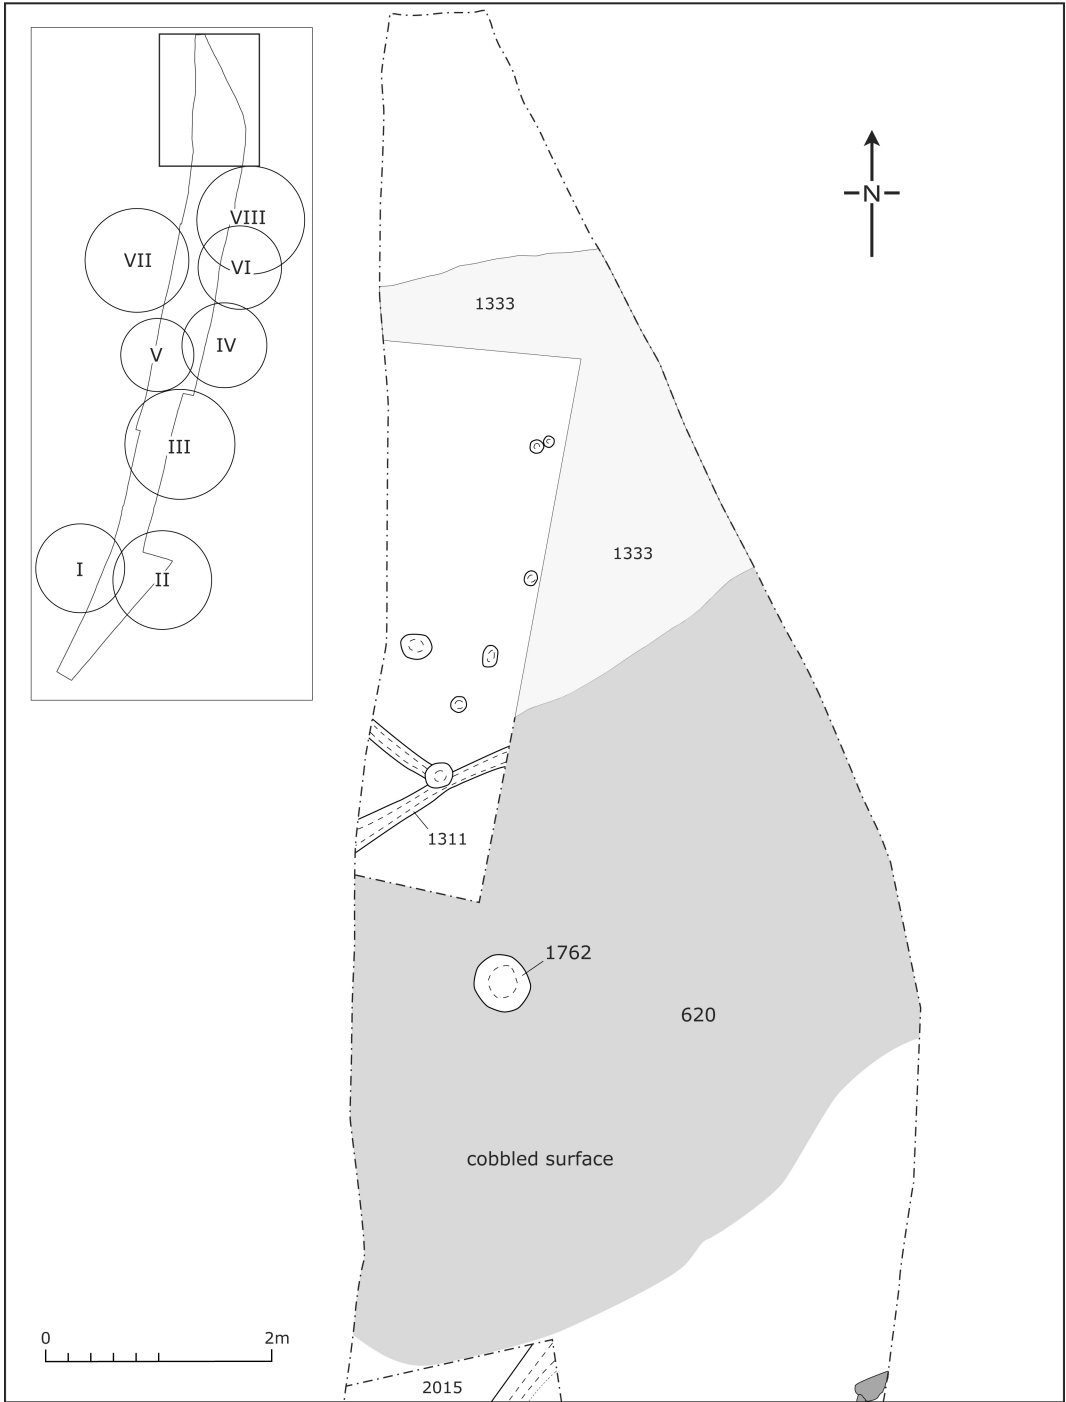 VIII
VII
VI
V
IV
III
I
II
N
1333
1333
1311
1762
620
cobbled surface
0 2m
2015